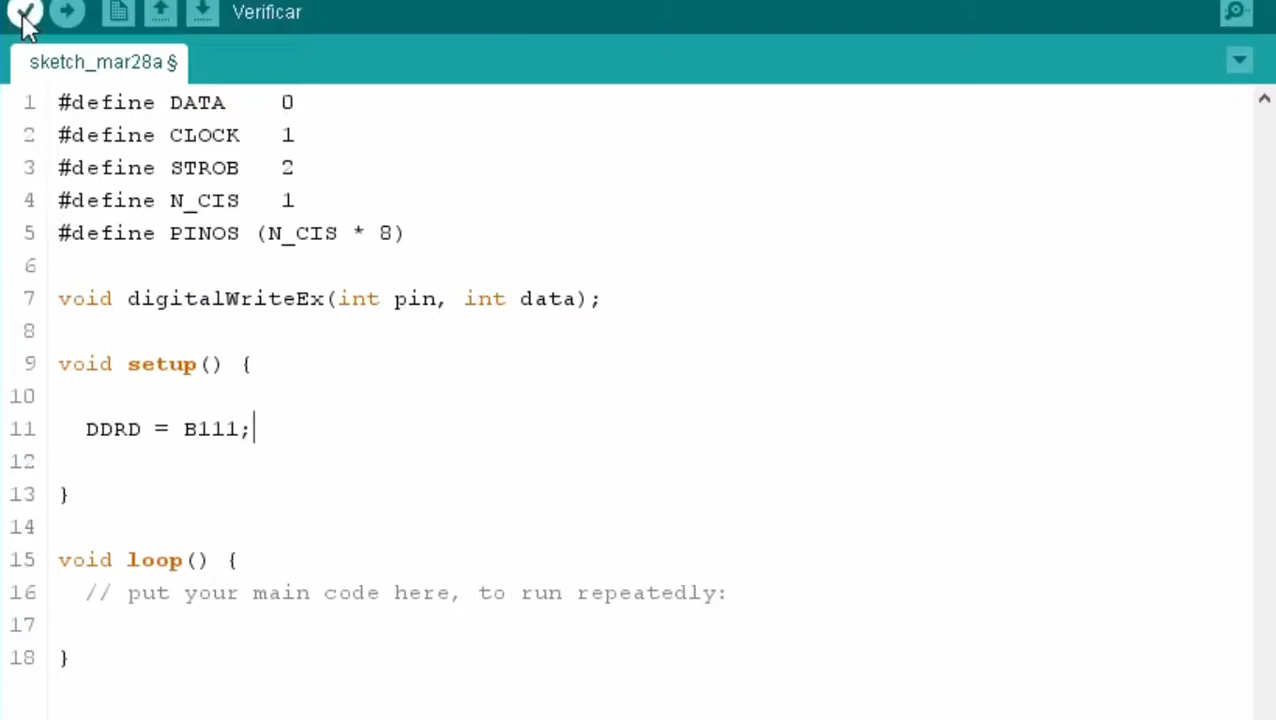 Verificar
sketch_mar28a §
1 #define DATA    0
2 #define CLOCK   1
3 #define STROB   2
4 #define N_CIS   1
5 #define PINOS (N_CIS * 8)
6
7 void digitalWriteEx(int pin, int data);
8
9 void setup() {
10
11   DDRD = B111;
12
13 }
14
15 void loop() {
16   // put your main code here, to run repeatedly:
17
18 }